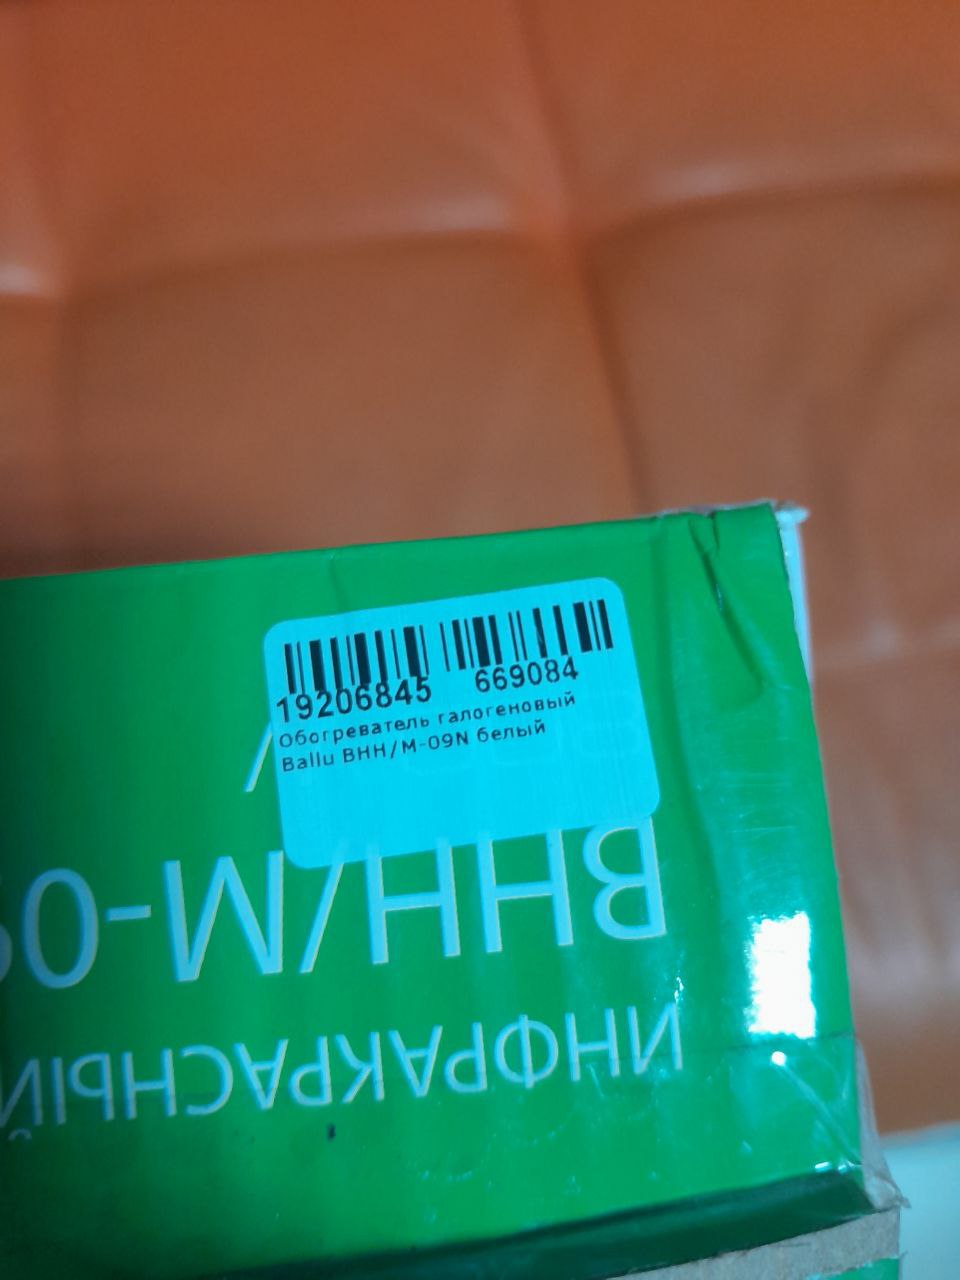 19206845 669084
Обогреватель галогеновый
Ballu BHH/M-09N белый
ИНФРАКРАСНЫЙ
BHH/M-0